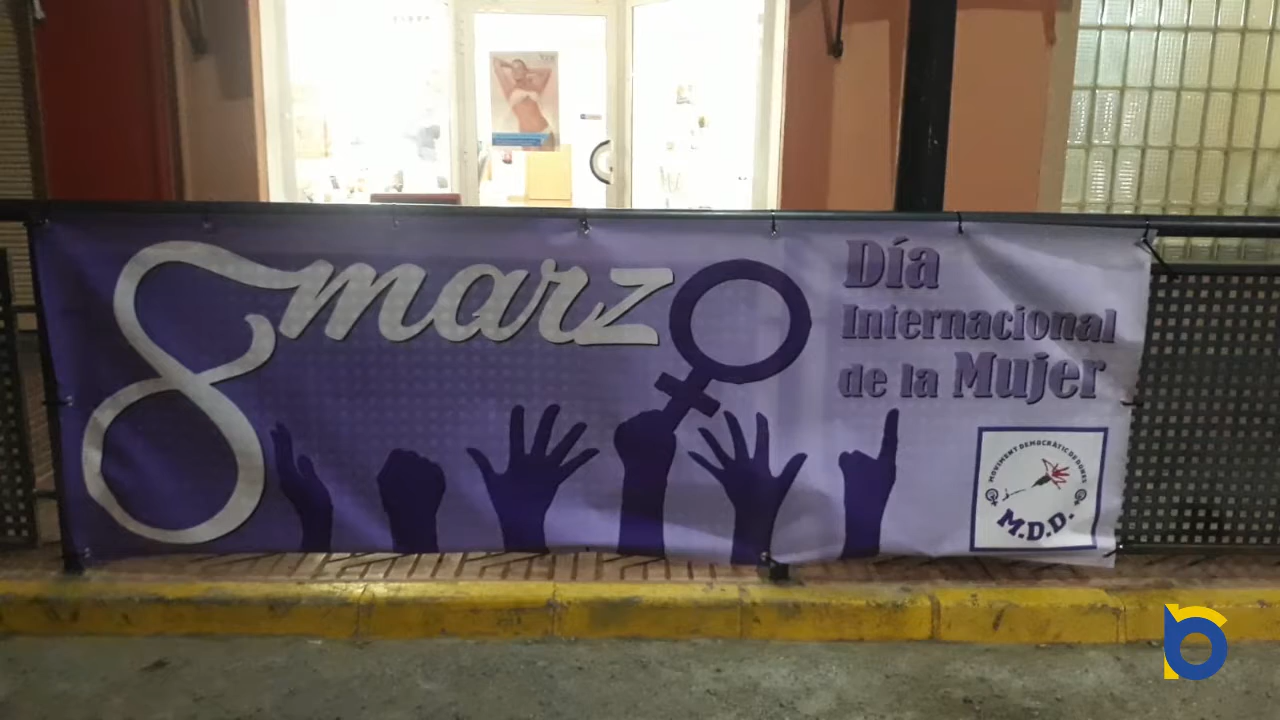 8 marzo
Día
Internacional
de la Mujer
MOVIMENT DEMOCRÀTIC DE DONES
M.D.D.